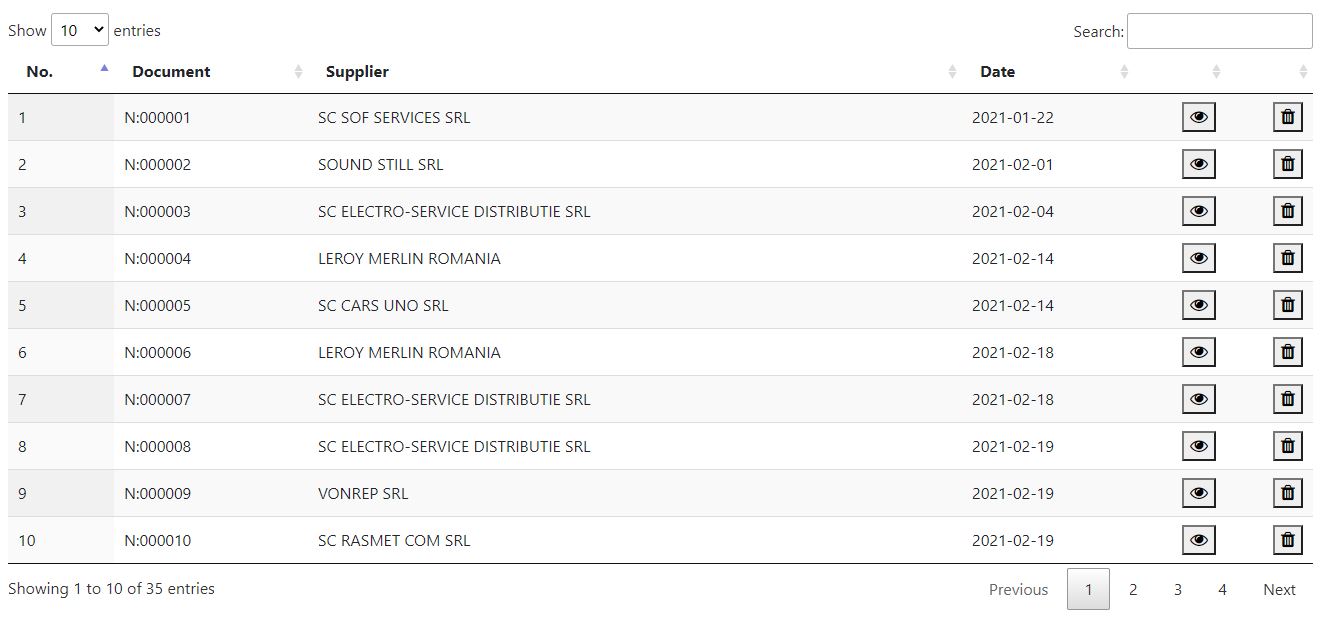 Show 10 entries Search:
No. Document Supplier Date
1 N:000001 SC SOF SERVICES SRL 2021-01-22
2 N:000002 SOUND STILL SRL 2021-02-01
3 N:000003 SC ELECTRO-SERVICE DISTRIBUTIE SRL 2021-02-04
4 N:000004 LEROY MERLIN ROMANIA 2021-02-14
5 N:000005 SC CARS UNO SRL 2021-02-14
6 N:000006 LEROY MERLIN ROMANIA 2021-02-18
7 N:000007 SC ELECTRO-SERVICE DISTRIBUTIE SRL 2021-02-18
8 N:000008 SC ELECTRO-SERVICE DISTRIBUTIE SRL 2021-02-19
9 N:000009 VONREP SRL 2021-02-19
10 N:000010 SC RASMET COM SRL 2021-02-19
Showing 1 to 10 of 35 entries Previous 1 2 3 4 Next